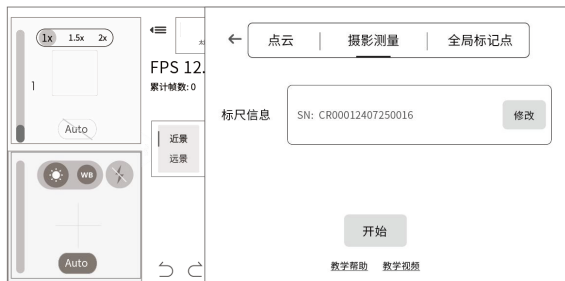 1x 1.5x 2x
1
Auto
WB
Auto
FPS 12.
累计帧数: 0
近景
远景
点云 摄影测量 全局标记点
标尺信息 SN: CR00012407250016 修改
开始
教学帮助 教学视频